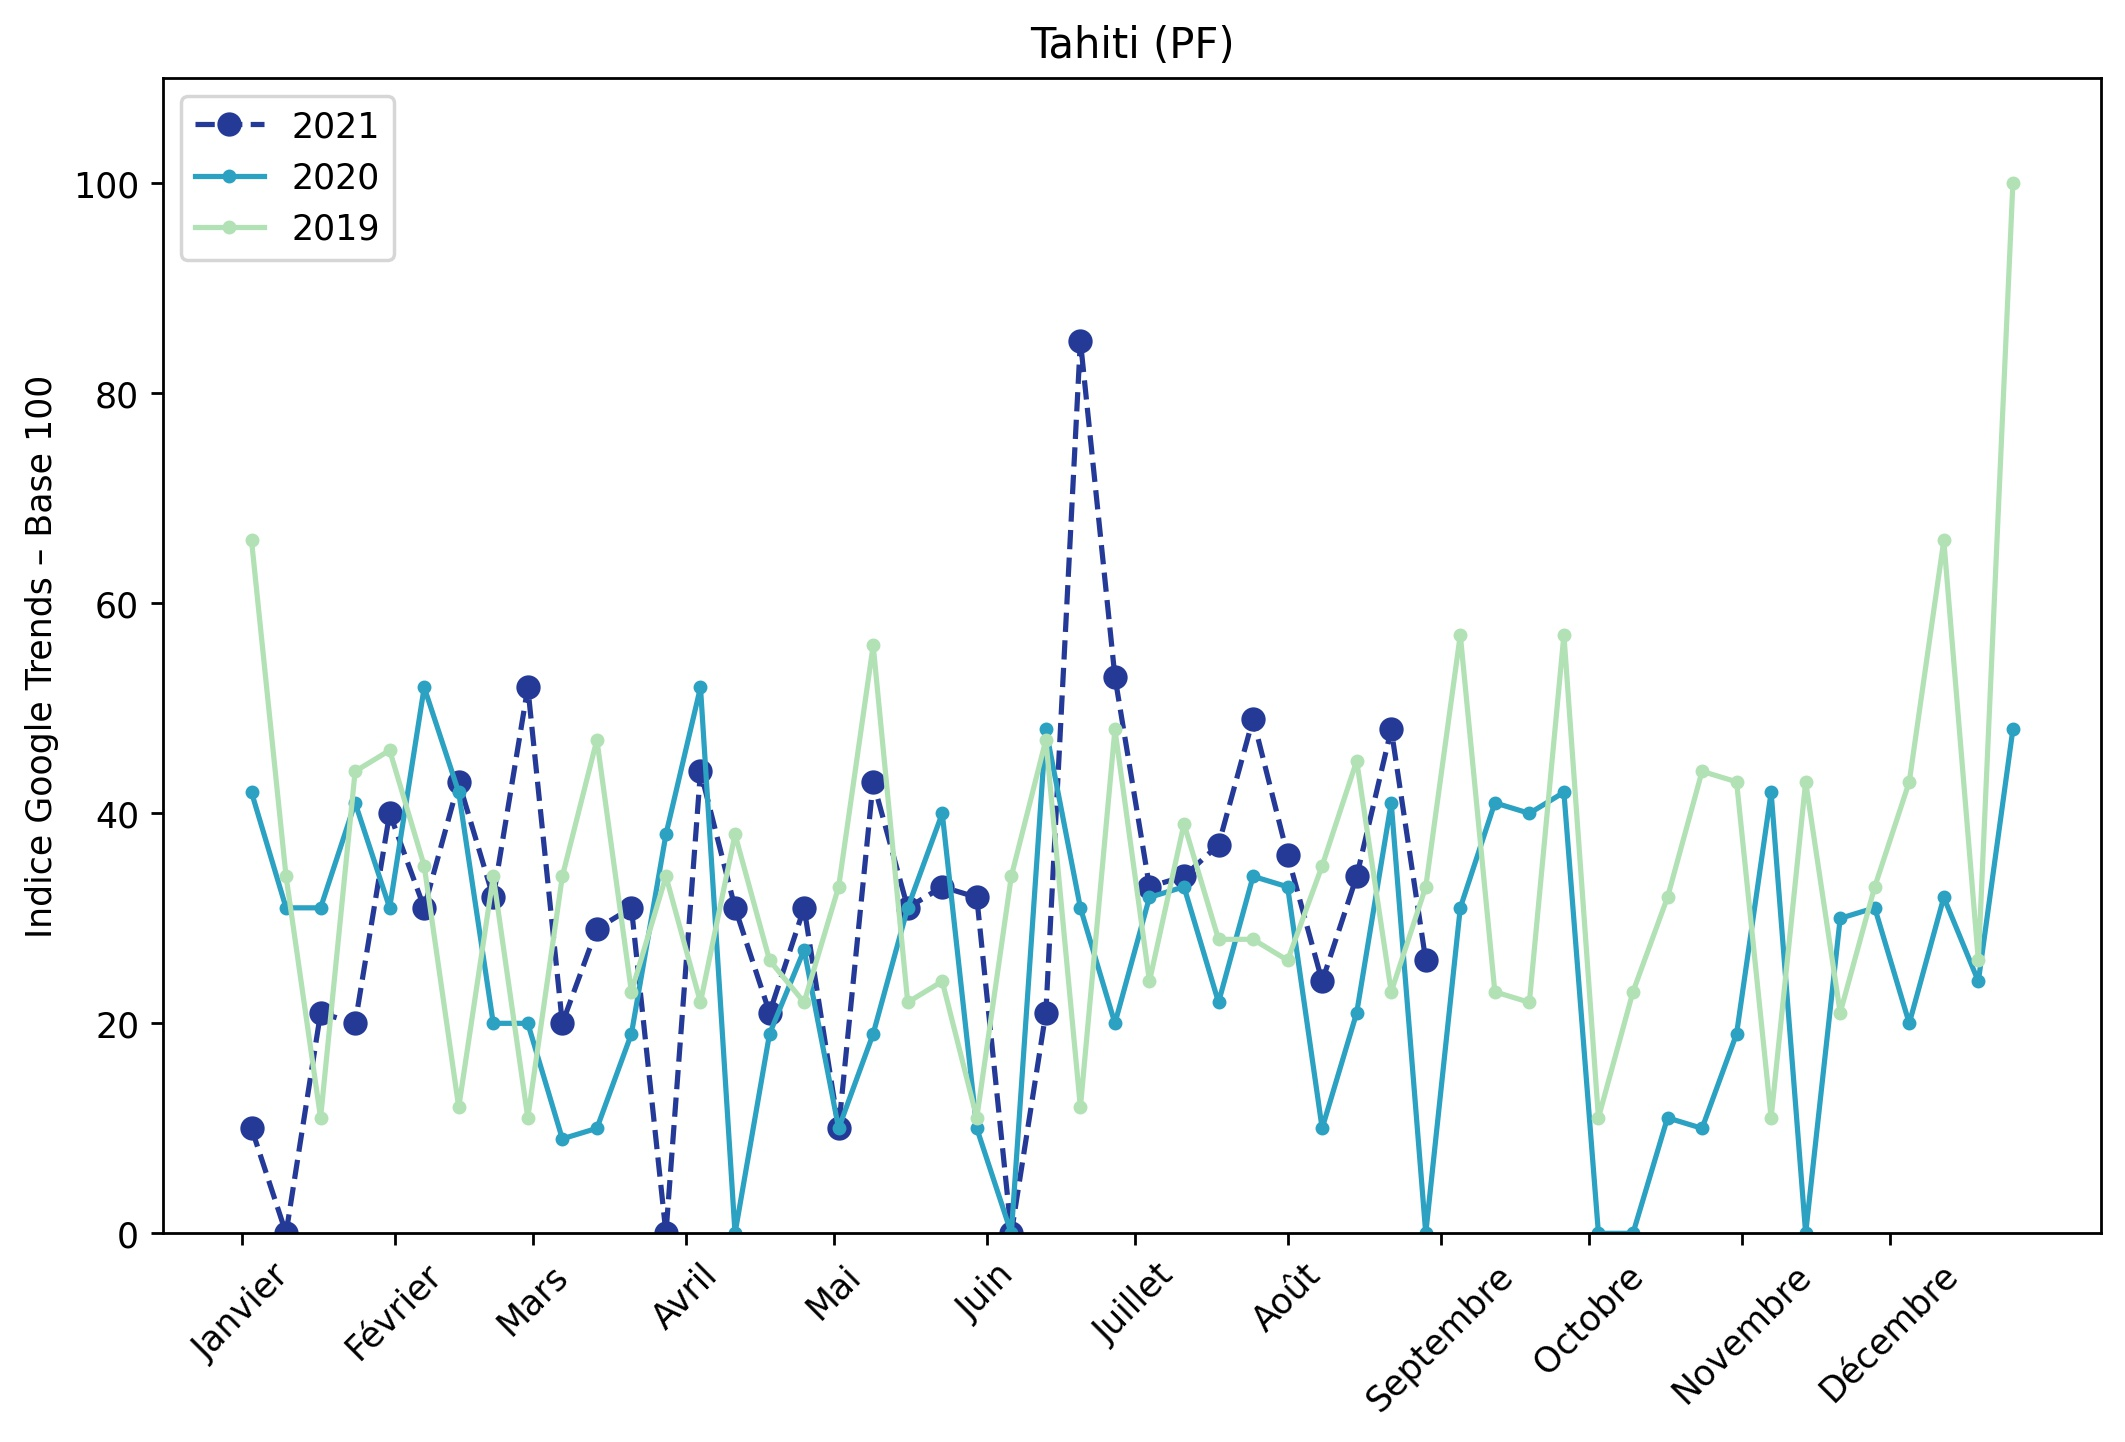 Tahiti (PF)
2021
2020
2019
Indice Google Trends – Base 100
100
80
60
40
20
0
Janvier
Février
Mars
Avril
Mai
Juin
Juillet
Août
Septembre
Octobre
Novembre
Décembre